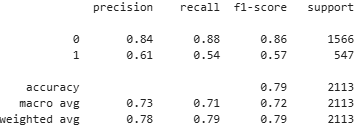 precision recall f1-score support
0 0.84 0.88 0.86 1566
1 0.61 0.54 0.57 547
accuracy 0.79 2113
macro avg 0.73 0.71 0.72 2113
weighted avg 0.78 0.79 0.79 2113